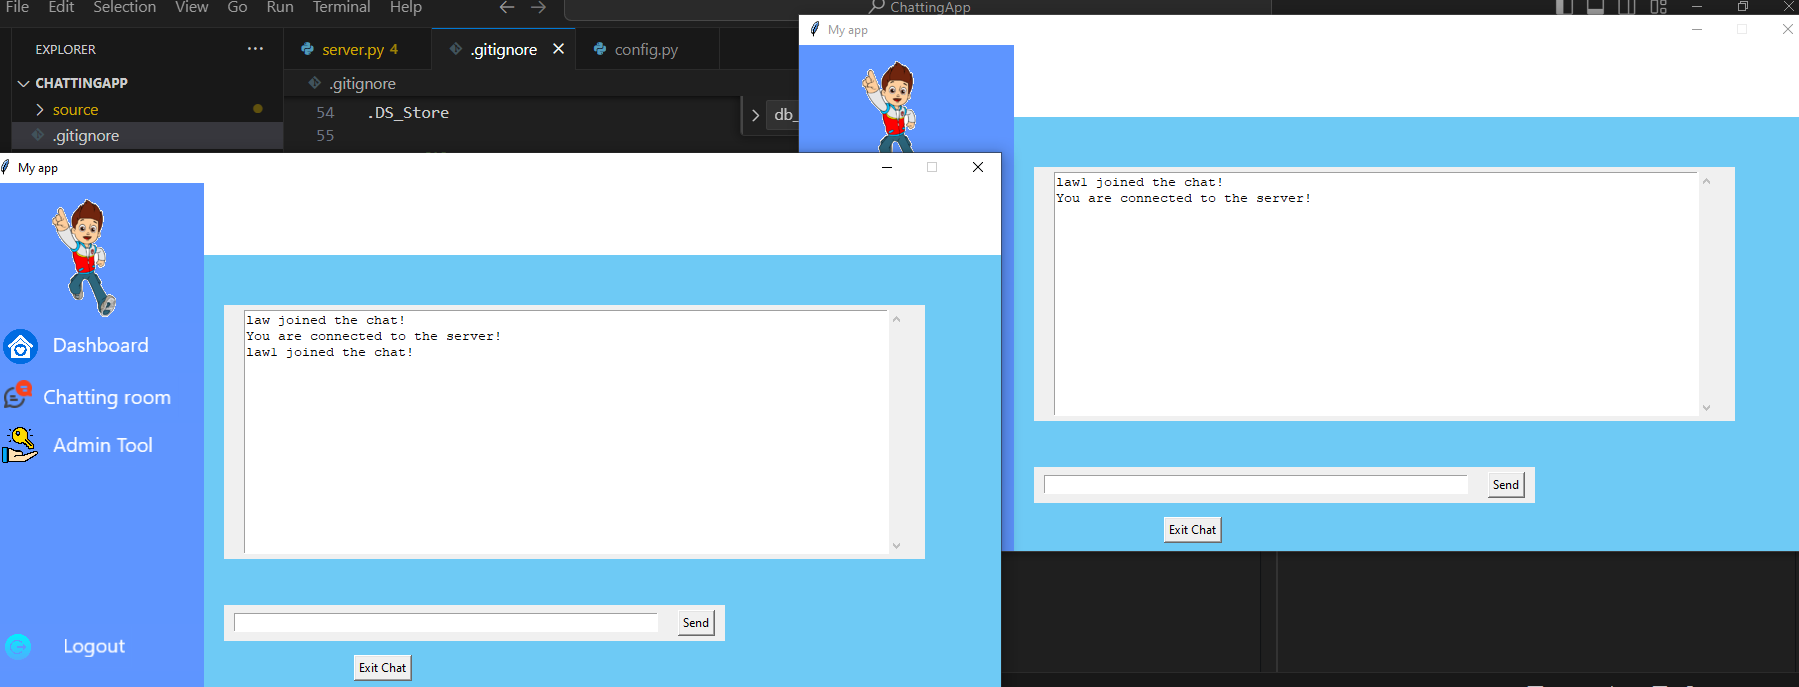 File Edit Selection View Go Run Terminal Help
ChattingApp
EXPLORER
server.py 4
.gitignore
config.py
CHATTINGAPP
.gitignore
source
54 .DS_Store
.gitignore
55
db_
My app
law1 joined the chat!
You are connected to the server!
Send
Exit Chat
My app
Dashboard
Chatting room
Admin Tool
Logout
law joined the chat!
You are connected to the server!
law1 joined the chat!
Send
Exit Chat